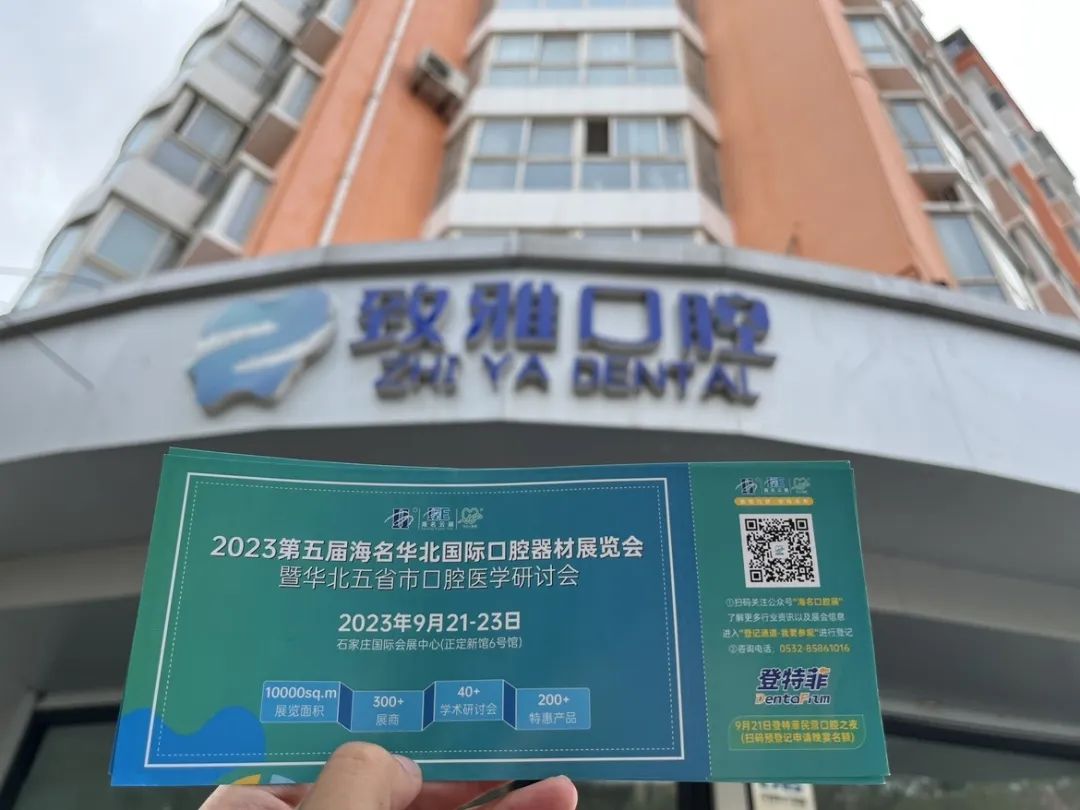 致雅口腔
ZHI YA DENTAL
海名云展
2023第五届海名华北国际口腔器材展览会
暨华北五省市口腔医学研讨会
2023年9月21-23日
石家庄国际会展中心(正定新馆6号馆)
10000sq.m
展览面积
300+
展商
40+
学术研讨会
200+
特惠产品
①扫码关注公众号"海名口腔展"
了解更多行业资讯以及展会信息
进入"登记通道-我要参观"进行登记
②咨询电话：0532-85861016
登特菲
DentaFilm
9月21日登特菲民营口腔之夜
(扫码预登记申请晚宴名额)